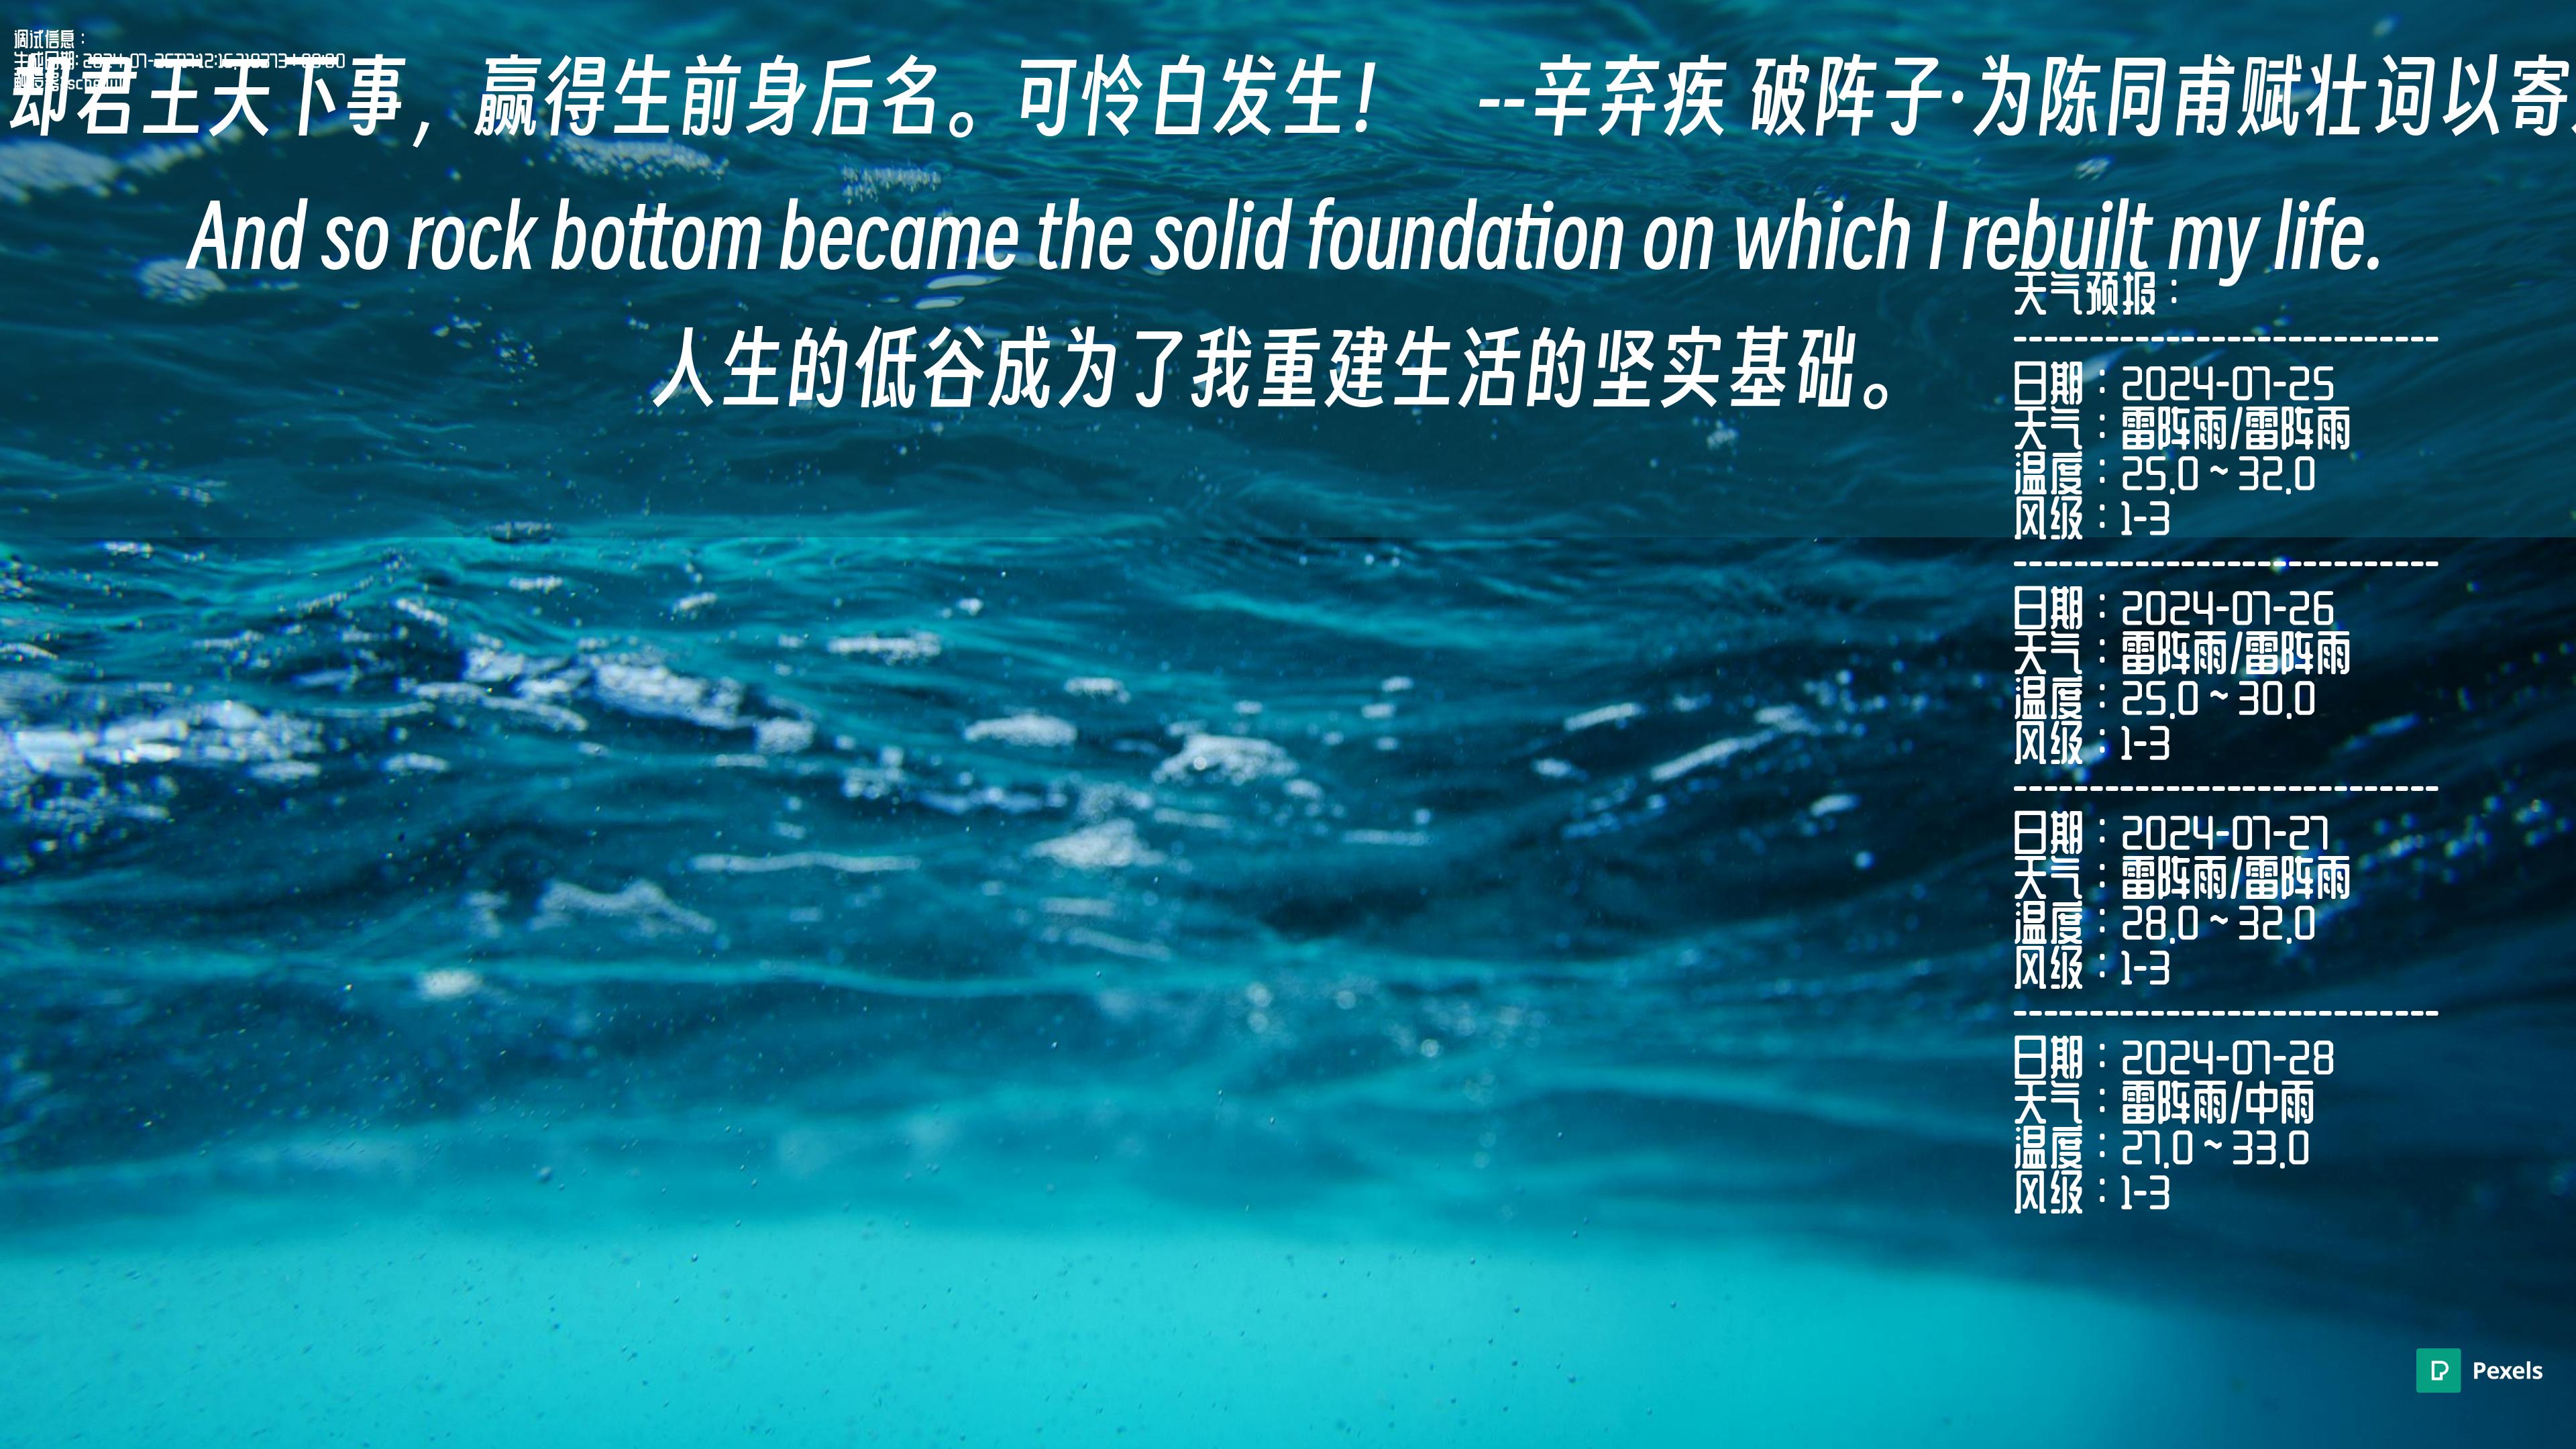 调试信息：
生成日期: 2024-07-25T17:12:15
却君王天下事，赢得生前身后名。可怜白发生！ --辛弃疾 破阵子·为陈同甫赋壮词以寄
And so rock bottom became the solid foundation on which I rebuilt my life.
人生的低谷成为了我重建生活的坚实基础。
天气预报：
----------------------------
日期：2024-07-25
天气：雷阵雨/雷阵雨
温度：25.0 ~ 32.0
风级：1-3
----------------------------
日期：2024-07-26
天气：雷阵雨/雷阵雨
温度：25.0 ~ 30.0
风级：1-3
----------------------------
日期：2024-07-27
天气：雷阵雨/雷阵雨
温度：28.0 ~ 32.0
风级：1-3
----------------------------
日期：2024-07-28
天气：雷阵雨/中雨
温度：27.0 ~ 33.0
风级：1-3
Pexels